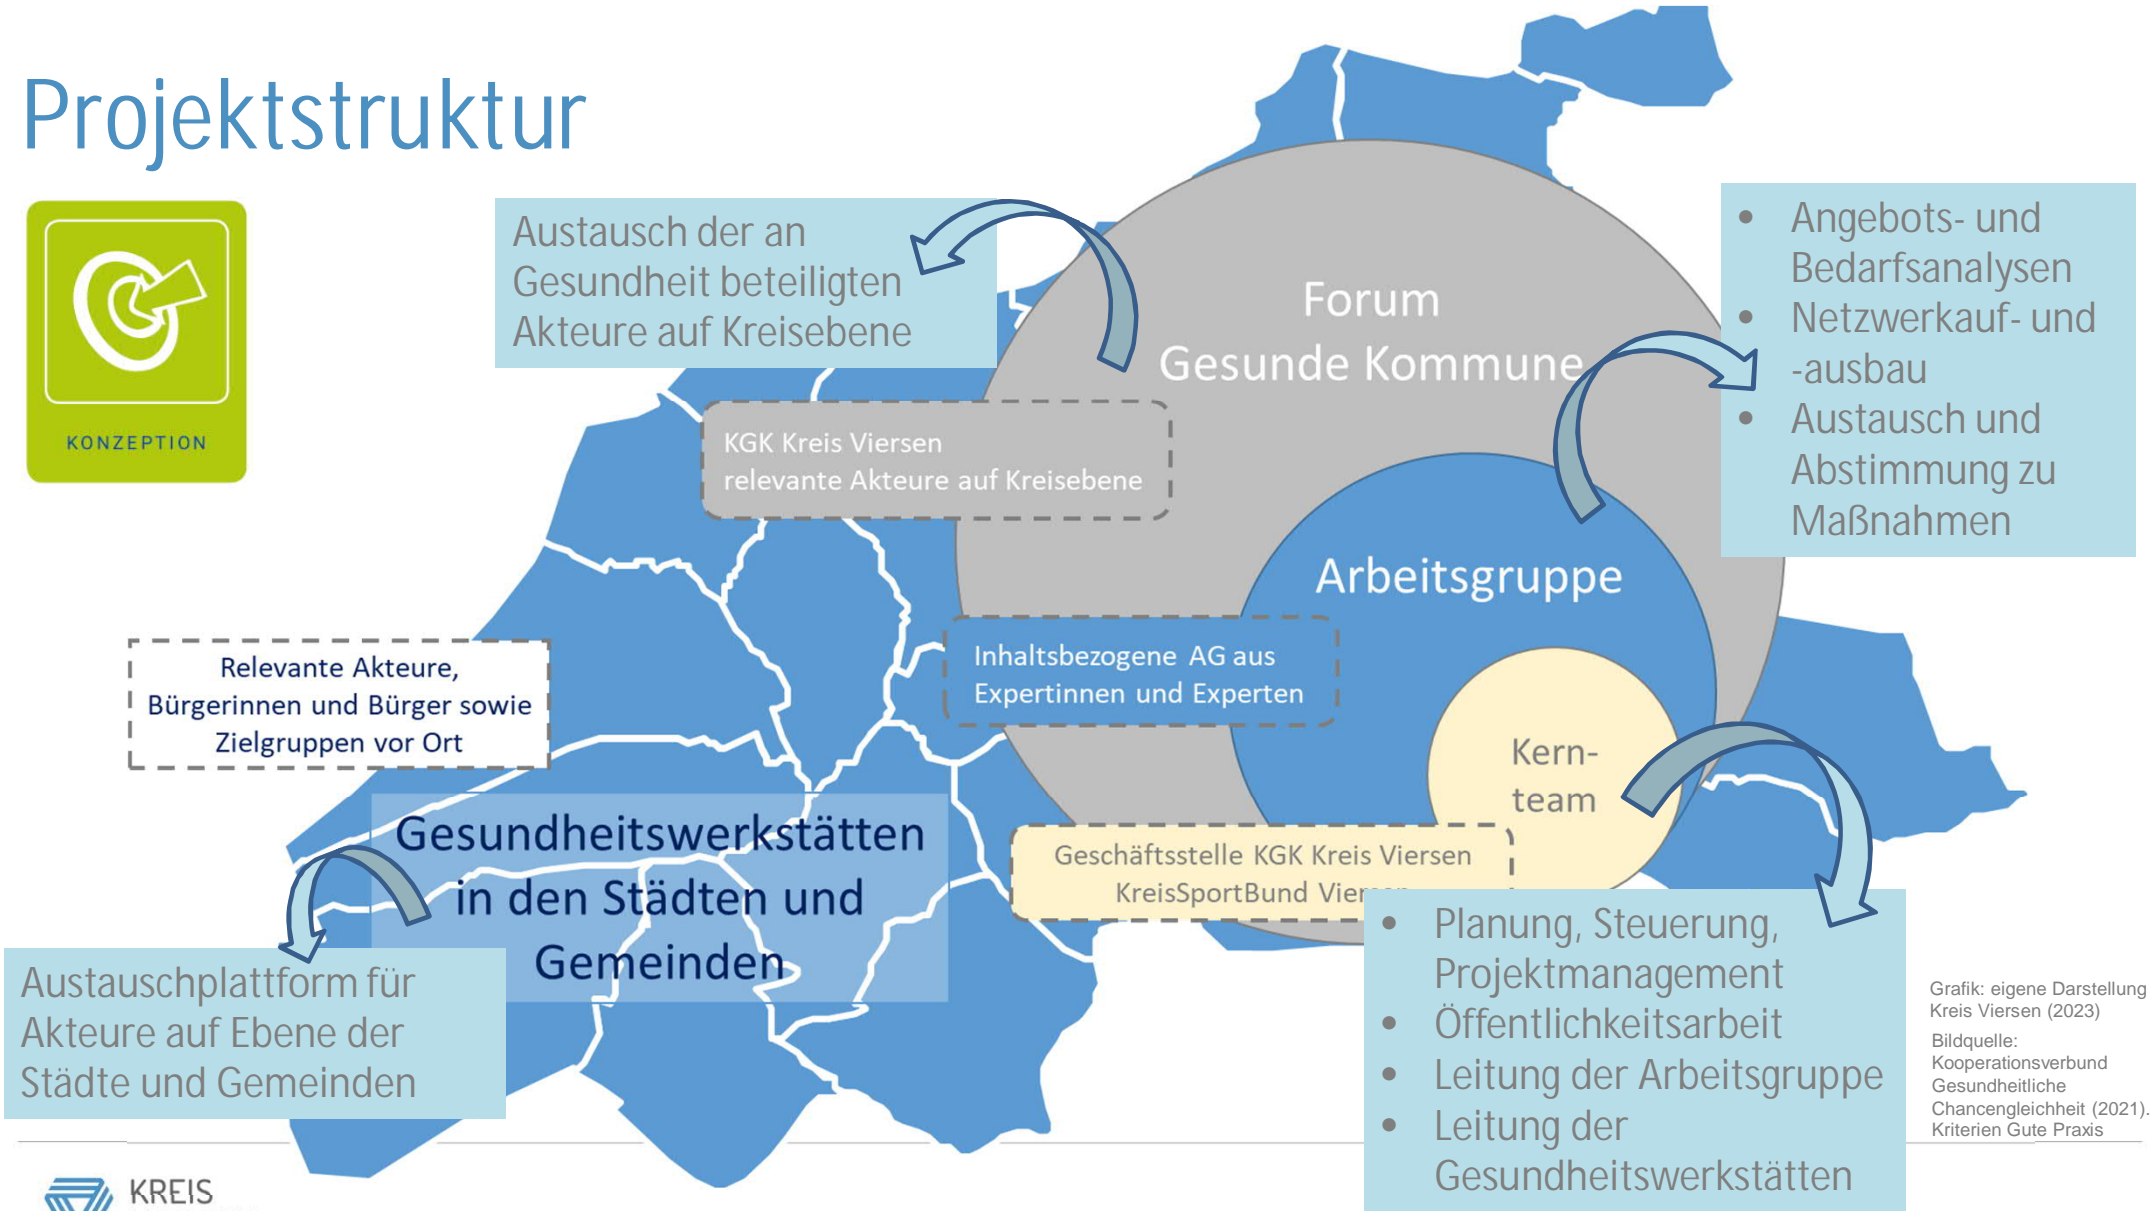 Projektstruktur
KONZEPTION
Austausch der an
Gesundheit beteiligten
Akteure auf Kreisebene
Forum
Gesunde Kommune
• Angebots- und
Bedarfsanalysen
• Netzwerkauf- und
-ausbau
• Austausch und
Abstimmung zu
Maßnahmen
KGK Kreis Viersen
relevante Akteure auf Kreisebene
Arbeitsgruppe
Inhaltsbezogene AG aus
Expertinnen und Experten
Relevante Akteure,
Bürgerinnen und Bürger sowie
Zielgruppen vor Ort
Kern-
team
Gesundheitswerkstätten
in den Städten und
Gemeinden
Geschäftsstelle KGK Kreis Viersen
KreisSportBund
Austauschplattform für
Akteure auf Ebene der
Städte und Gemeinden
• Planung, Steuerung,
Projektmanagement
• Öffentlichkeitsarbeit
• Leitung der Arbeitsgruppe
• Leitung der
Gesundheitswerkstätten
Grafik: eigene Darstellung
Kreis Viersen (2023)
Bildquelle:
Kooperationsverbund
Gesundheitliche
Chancengleichheit (2021).
Kriterien Gute Praxis
KREIS